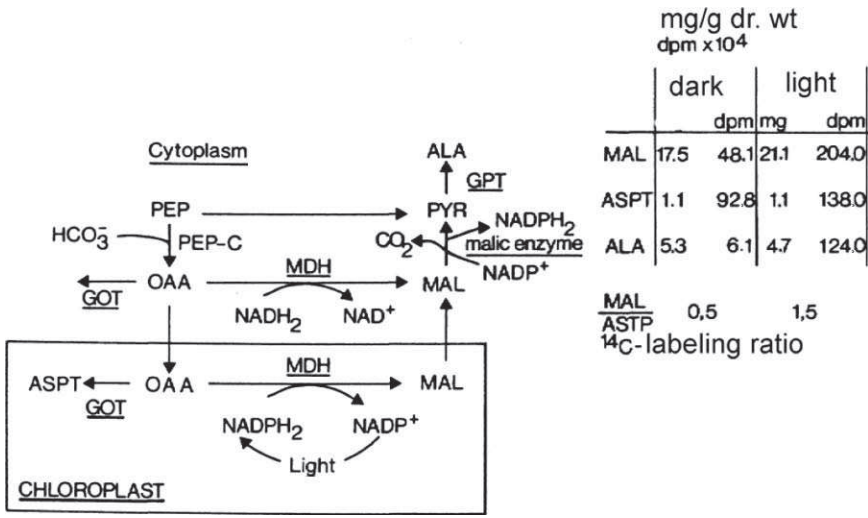 mg/g dr. wt
dpm x10⁴
dark light
dpm mg dpm
MAL 17.5 48.1 21.1 204.0
ASPT 1.1 92.8 1.1 138.0
ALA 5.3 6.1 4.7 124.0
MAL
ASTP
0,5 1,5
¹⁴C-labeling ratio
Cytoplasm
ALA
GPT
PEP PYR
NADPH₂
HCO₃⁻ PEP-C
CO₂ malic enzyme
NADP⁺
MDH
OAA MAL
GOT
NADH₂ NAD⁺
MDH
ASPT OAA MAL
GOT
NADPH₂ NADP⁺
Light
CHLOROPLAST